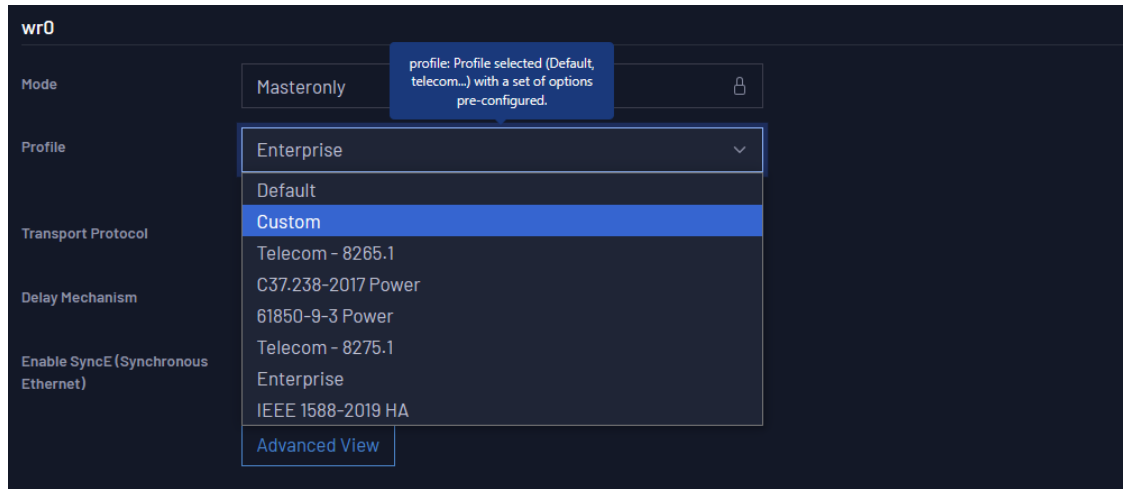 wr0
profile: Profile selected (Default,
telecom...) with a set of options
pre-configured.
Mode
Masteronly
Profile
Enterprise
Default
Custom
Transport Protocol
Telecom - 8265.1
C37.238-2017 Power
Delay Mechanism
61850-9-3 Power
Telecom - 8275.1
Enable SyncE (Synchronous
Ethernet)
Enterprise
IEEE 1588-2019 HA
Advanced View